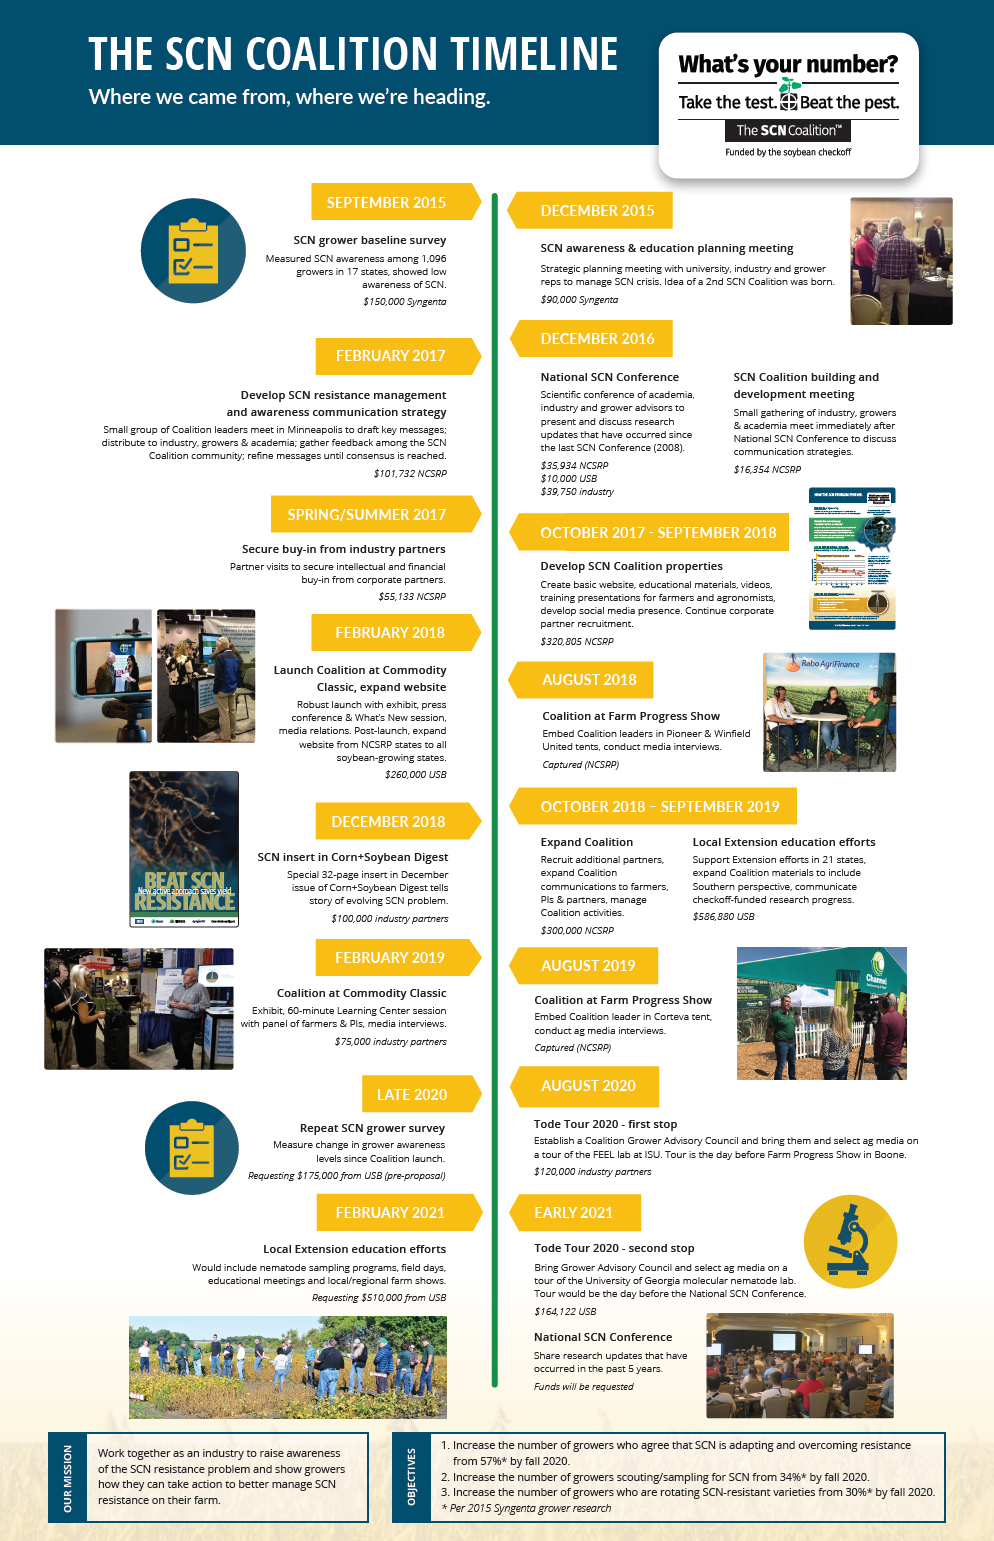 THE SCN COALITION TIMELINE
Where we came from, where we're heading.
What's your number?
Take the test. Beat the pest.
The SCN Coalition™
Funded by the soybean checkoff
SEPTEMBER 2015
SCN grower baseline survey
Measured SCN awareness among 1,096
growers in 17 states, showed low
awareness of SCN.
$150,000 Syngenta
DECEMBER 2015
SCN awareness & education planning meeting
Strategic planning meeting with university, industry and grower
reps to manage SCN crisis. Idea of a 2nd SCN Coalition was born.
$90,000 Syngenta
DECEMBER 2016
National SCN Conference
Scientific conference of academia,
industry and grower advisors to
present and discuss research
updates that have occurred since
the last SCN Conference (2008).
$35,934 NCSRP
$10,000 USB
$39,750 industry
SCN Coalition building and
development meeting
Small gathering of industry, growers
& academia meet immediately after
National SCN Conference to discuss
communication strategies.
$16,354 NCSRP
FEBRUARY 2017
Develop SCN resistance management
and awareness communication strategy
Small group of Coalition leaders meet in Minneapolis to draft key messages;
distribute to industry, growers & academia; gather feedback among the SCN
Coalition community; refine messages until consensus is reached.
$101,732 NCSRP
SPRING/SUMMER 2017
Secure buy-in from industry partners
Partner visits to secure intellectual and financial
buy-in from corporate partners.
$55,133 NCSRP
OCTOBER 2017 - SEPTEMBER 2018
Develop SCN Coalition properties
Create basic website, educational materials, videos,
training presentations for farmers and agronomists,
develop social media presence. Continue corporate
partner recruitment.
$320,805 NCSRP
FEBRUARY 2018
Launch Coalition at Commodity
Classic, expand website
Robust launch with exhibit, press
conference & What's New session,
media relations. Post-launch, expand
website from NCSRP states to all
soybean-growing states.
$260,000 USB
AUGUST 2018
Coalition at Farm Progress Show
Embed Coalition leaders in Pioneer & Winfield
United tents, conduct media interviews.
Captured (NCSRP)
Rabo AgriFinance
OCTOBER 2018 – SEPTEMBER 2019
Expand Coalition
Recruit additional partners,
expand Coalition
communications to farmers,
PIs & partners, manage
Coalition activities.
$300,000 NCSRP
Local Extension education efforts
Support Extension efforts in 21 states,
expand Coalition materials to include
Southern perspective, communicate
checkoff-funded research progress.
$586,880 USB
DECEMBER 2018
SCN insert in Corn+Soybean Digest
Special 32-page insert in December
issue of Corn+Soybean Digest tells
story of evolving SCN problem.
$100,000 industry partners
BEAT SCN
New active approach saves yield
RESISTANCE
FEBRUARY 2019
Coalition at Commodity Classic
Exhibit, 60-minute Learning Center session
with panel of farmers & PIs, media interviews.
$75,000 industry partners
AUGUST 2019
Coalition at Farm Progress Show
Embed Coalition leader in Corteva tent,
conduct ag media interviews.
Captured (NCSRP)
Channel
LATE 2020
Repeat SCN grower survey
Measure change in grower awareness
levels since Coalition launch.
Requesting $175,000 from USB (pre-proposal)
AUGUST 2020
Tode Tour 2020 - first stop
Establish a Coalition Grower Advisory Council and bring them and select ag media on
a tour of the FEEL lab at ISU. Tour is the day before Farm Progress Show in Boone.
$120,000 industry partners
FEBRUARY 2021
Local Extension education efforts
Would include nematode sampling programs, field days,
educational meetings and local/regional farm shows.
Requesting $510,000 from USB
EARLY 2021
Tode Tour 2020 - second stop
Bring Grower Advisory Council and select ag media on a
tour of the University of Georgia molecular nematode lab.
Tour would be the day before the National SCN Conference.
$164,122 USB
National SCN Conference
Share research updates that have
occurred in the past 5 years.
Funds will be requested
OUR MISSION
Work together as an industry to raise awareness
of the SCN resistance problem and show growers
how they can take action to better manage SCN
resistance on their farm.
OBJECTIVES
1. Increase the number of growers who agree that SCN is adapting and overcoming resistance
from 57%* by fall 2020.
2. Increase the number of growers scouting/sampling for SCN from 34%* by fall 2020.
3. Increase the number of growers who are rotating SCN-resistant varieties from 30%* by fall 2020.
* Per 2015 Syngenta grower research